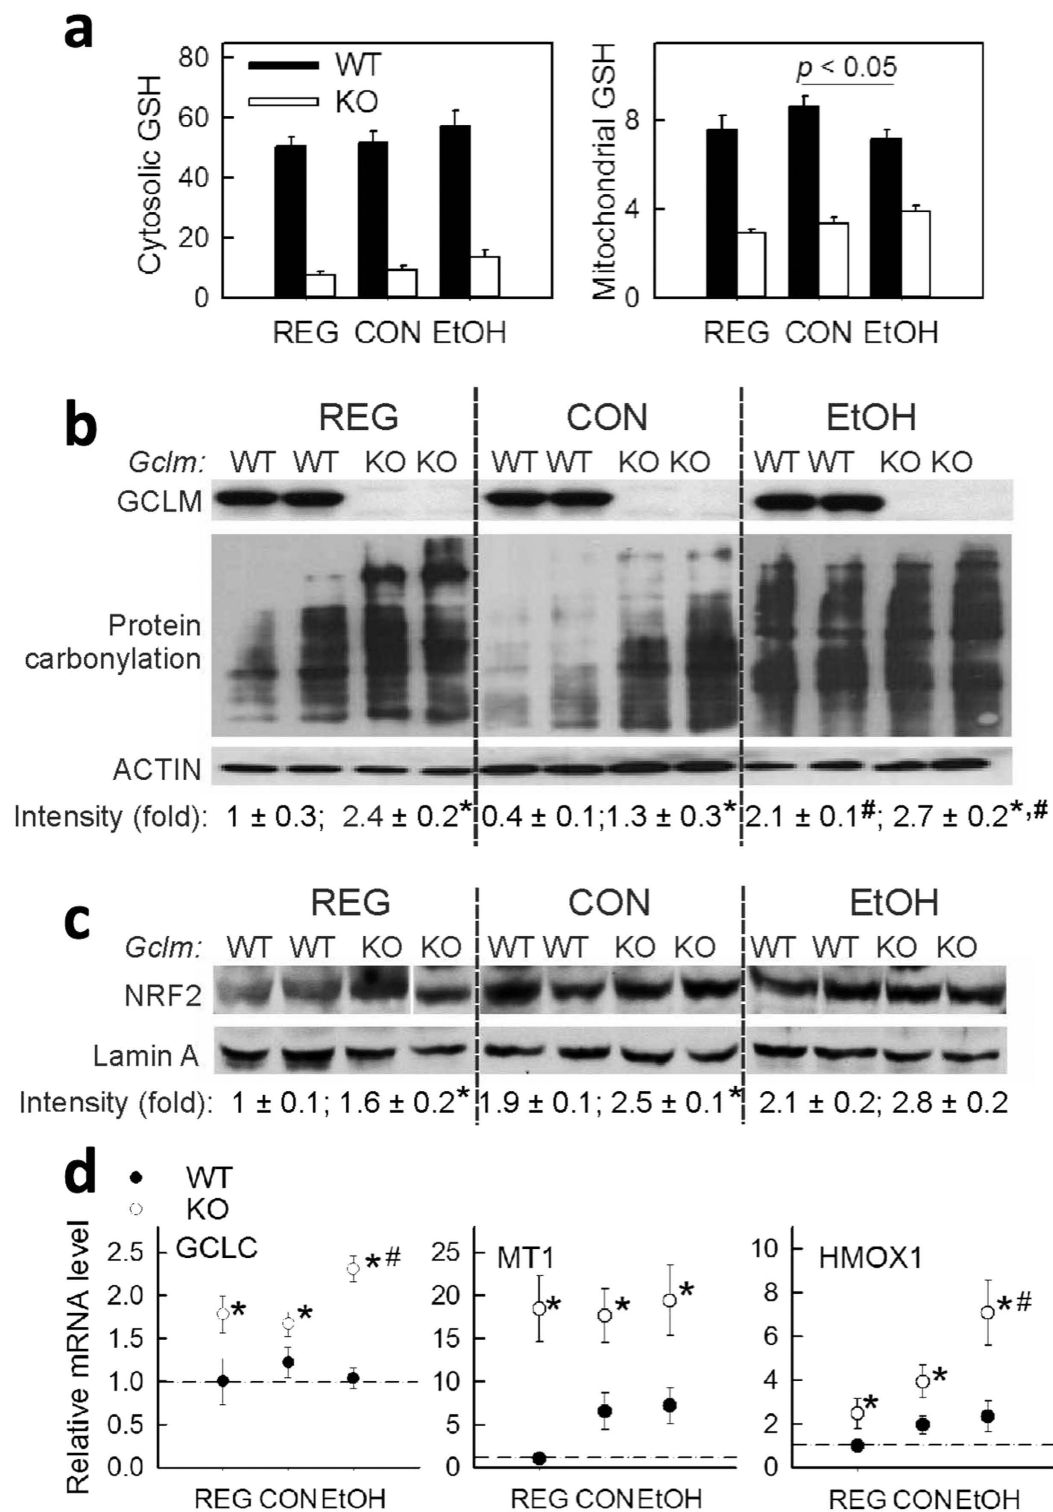 a
80
60
40
20
0
Cytosolic GSH
WT
KO
REG CON EtOH
8
4
0
Mitochondrial GSH
p < 0.05
REG CON EtOH
b
REG CON EtOH
Gclm: WT WT KO KO WT WT KO KO WT WT KO KO
GCLM
Protein
carbonylation
ACTIN
Intensity (fold): 1 ± 0.3; 2.4 ± 0.2* 0.4 ± 0.1;1.3 ± 0.3* 2.1 ± 0.1#; 2.7 ± 0.2*,#
c
REG CON EtOH
Gclm: WT WT KO KO WT WT KO KO WT WT KO KO
NRF2
Lamin A
Intensity (fold): 1 ± 0.1; 1.6 ± 0.2* 1.9 ± 0.1; 2.5 ± 0.1* 2.1 ± 0.2; 2.8 ± 0.2
d
WT
KO
Relative mRNA level
GCLC
2.5
2.0
1.5
1.0
0.5
0.0
* * *#
REG CON EtOH
MT1
25
20
15
10
5
0
* * *
REG CON EtOH
HMOX1
10
8
6
4
2
0
* * *#
REG CON EtOH